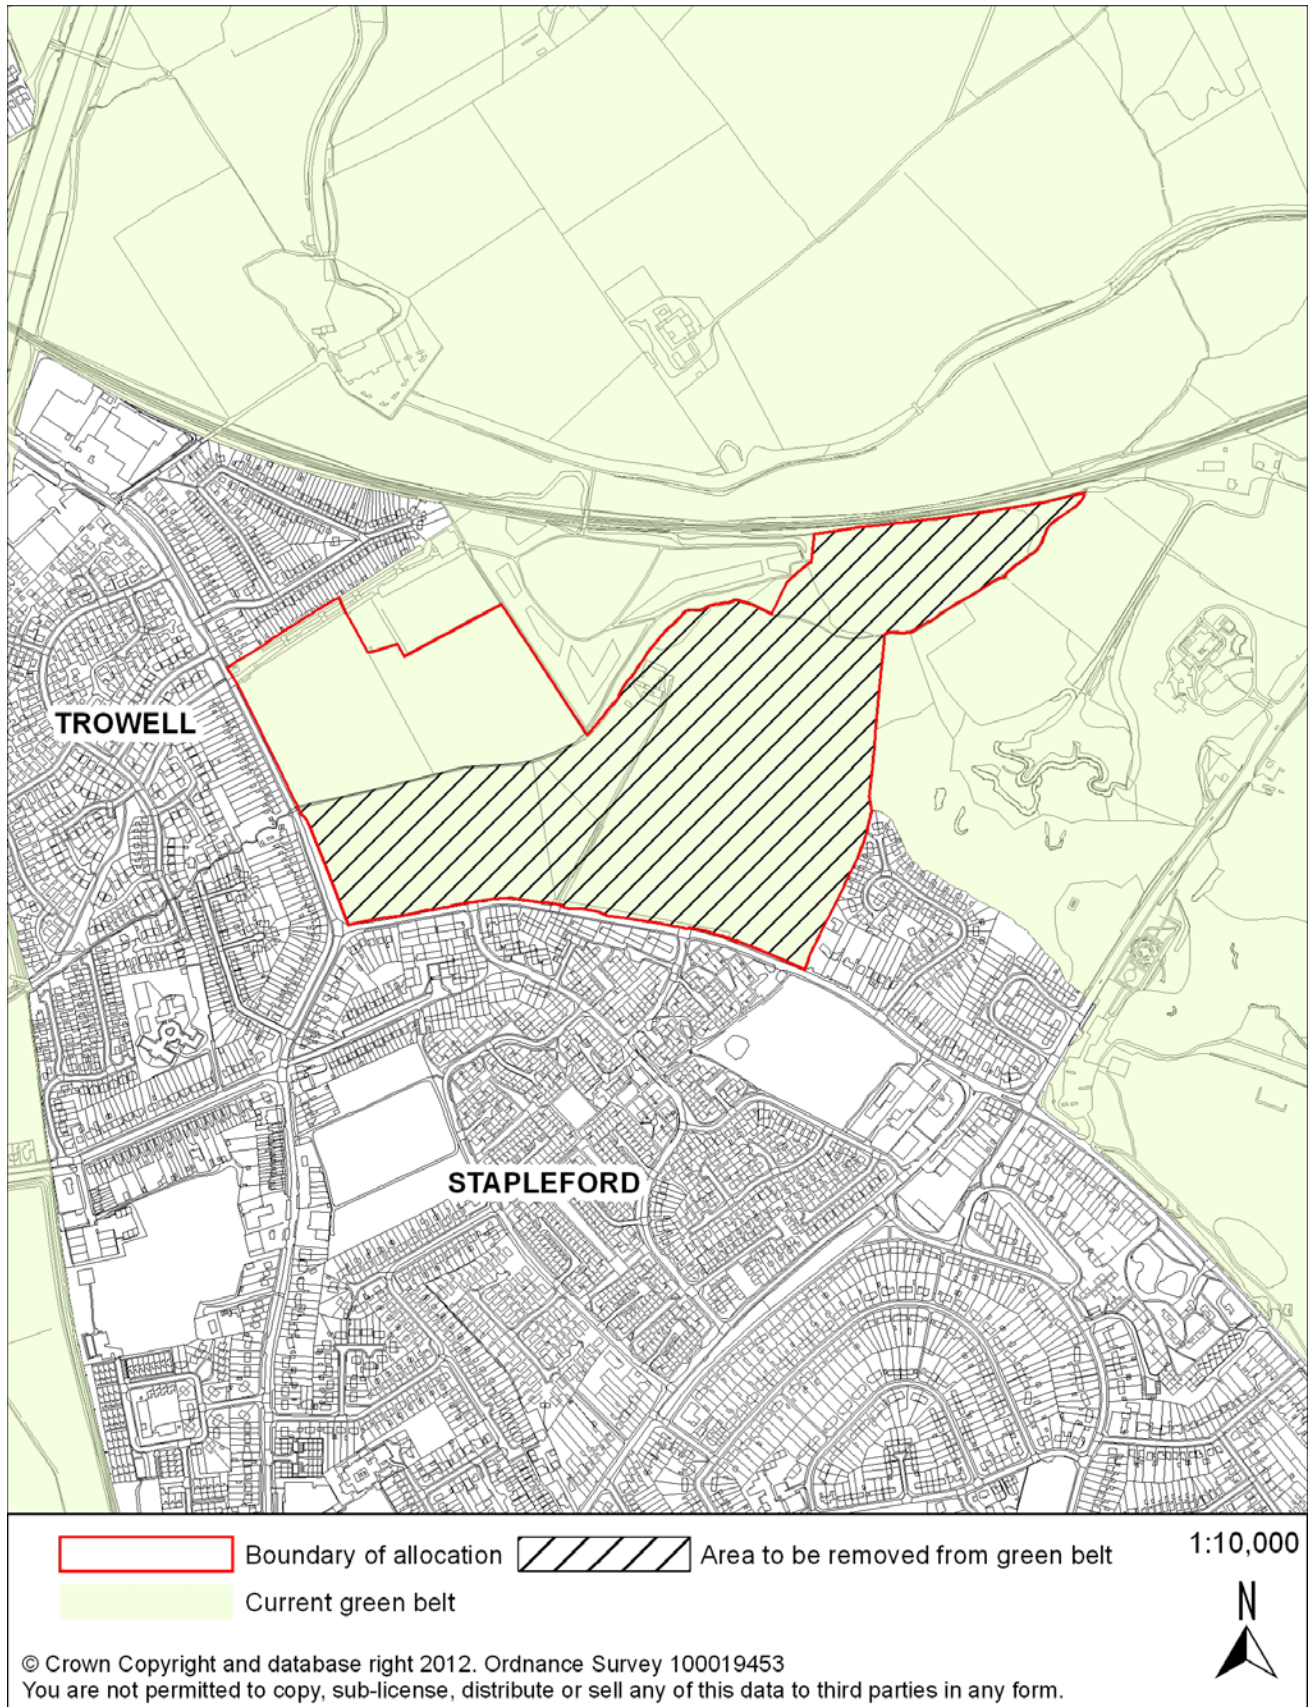 TROWELL
STAPLEFORD
Boundary of allocation
Area to be removed from green belt
1:10,000
Current green belt
N
© Crown Copyright and database right 2012. Ordnance Survey 100019453
You are not permitted to copy, sub-license, distribute or sell any of this data to third parties in any form.